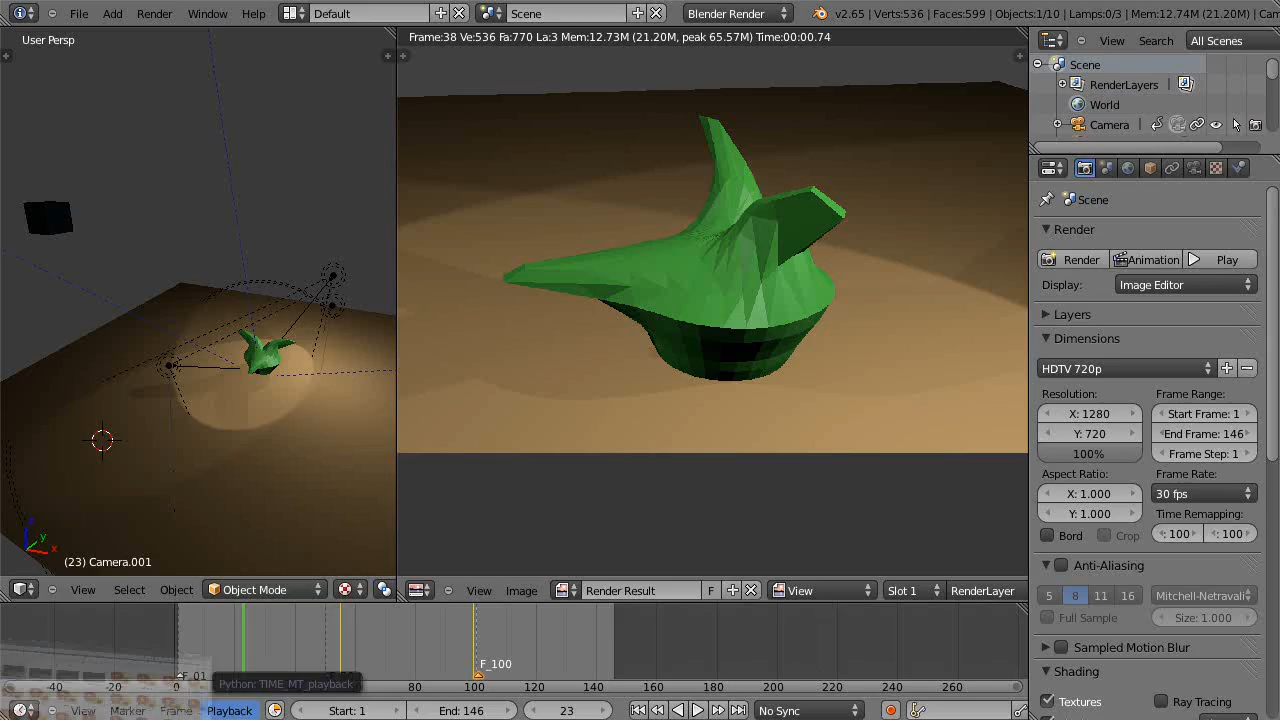 File Add Render Window Help Default Scene Blender Render v2.65 | Verts:536 | Faces:599 | Objects:1/10 | Lamps:0/3 | Mem:12.74M (21.20M) | Cam
User Persp
Frame:38 Ve:536 Fa:770 La:3 Mem:12.73M (21.20M, peak 65.57M) Time:00:00.74
View Search All Scenes
Scene
RenderLayers
World
Camera
Scene
Render
Render Animation Play
Display: Image Editor
Layers
Dimensions
HDTV 720p
Resolution: Frame Range:
X: 1280 Start Frame: 1
Y: 720 End Frame: 146
100% Frame Step: 1
Aspect Ratio: Frame Rate:
X: 1.000 30 fps
Y: 1.000 Time Remapping:
Bord Crop : 100 : 100
Anti-Aliasing
5 8 11 16 Mitchell-Netravali
Full Sample Size: 1.000
Sampled Motion Blur
Shading
Textures Ray Tracing
z
y
x
(23) Camera.001
View Select Object Object Mode
View Image Render Result F View Slot 1 RenderLayer
F_100
F_01
Python: TIME_MT_playback
-40 -20 0 80 100 120 140 160 180 200 220 240 260
View Marker Frame Playback Start: 1 End: 146 23 No Sync